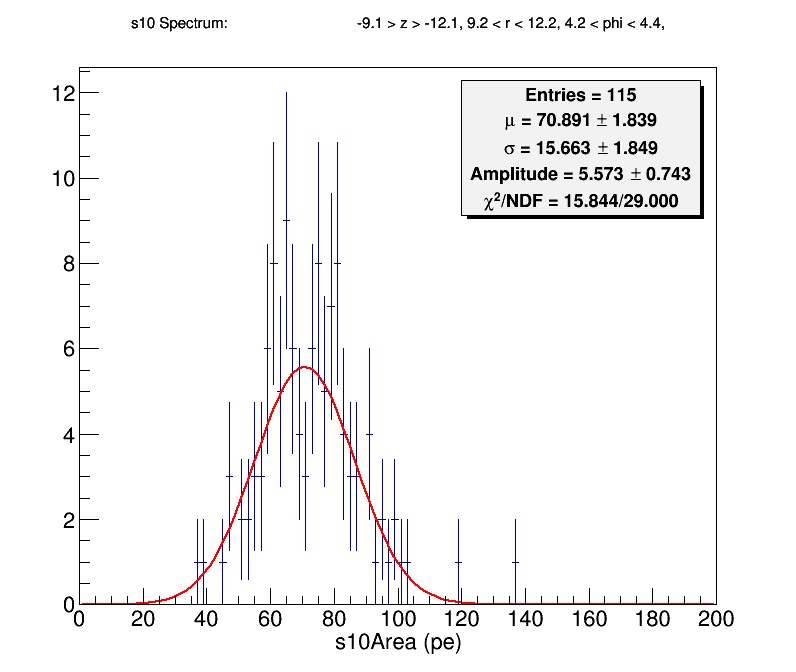 s10 Spectrum: -9.1 > z > -12.1, 9.2 < r < 12.2, 4.2 < phi < 4.4,
Entries = 115
μ = 70.891 ± 1.839
σ = 15.663 ± 1.849
Amplitude = 5.573 ± 0.743
χ²/NDF = 15.844/29.000
12
10
8
6
4
2
0
0 20 40 60 80 100 120 140 160 180 200
s10Area (pe)